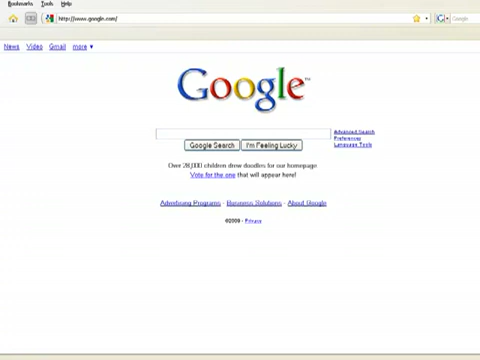 Bookmarks Tools Help
http://www.google.com/ Google
News Video Gmail more ▼
Google™
Advanced Search
Preferences
Language Tools
Google Search I'm Feeling Lucky
Over 28,000 children drew doodles for our homepage.
Vote for the one that will appear here!
Advertising Programs - Business Solutions - About Google
©2009 - Privacy